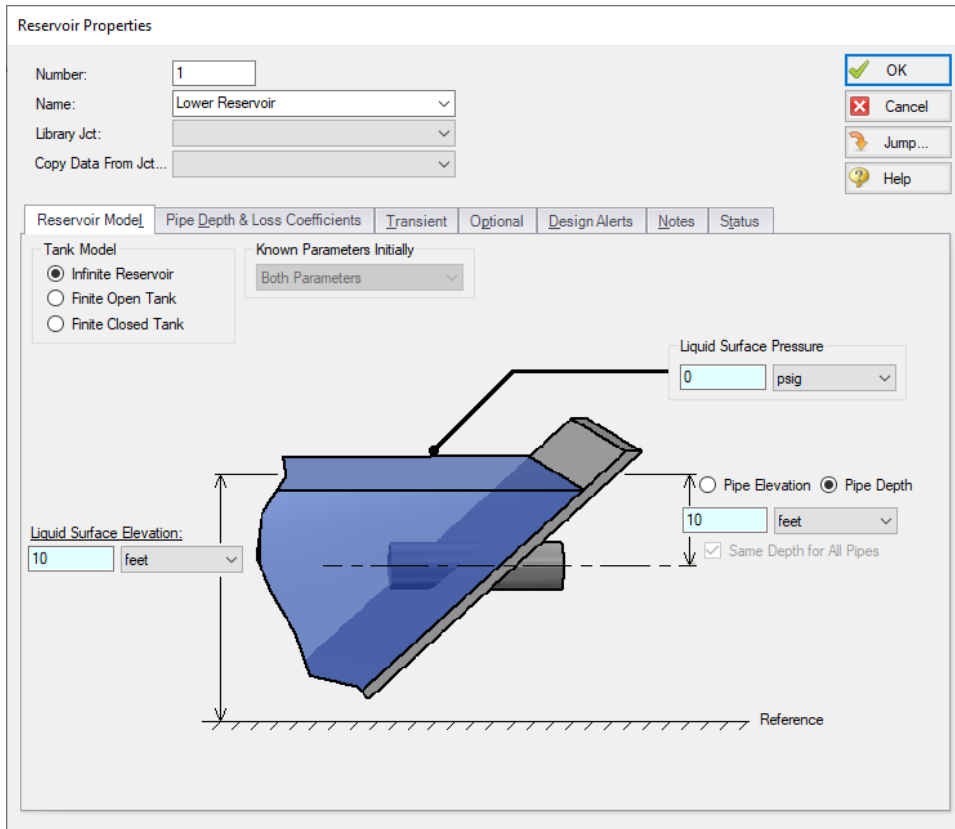 Reservoir Properties
Number:
1
OK
Name:
Lower Reservoir
Cancel
Library Jct:
Jump...
Copy Data From Jct...
Help
Reservoir Model
Pipe Depth & Loss Coefficients
Transient
Optional
Design Alerts
Notes
Status
Tank Model
Infinite Reservoir
Finite Open Tank
Finite Closed Tank
Known Parameters Initially
Both Parameters
Liquid Surface Pressure
0
psig
Pipe Elevation
Pipe Depth
10
feet
Same Depth for All Pipes
Liquid Surface Elevation:
10
feet
Reference